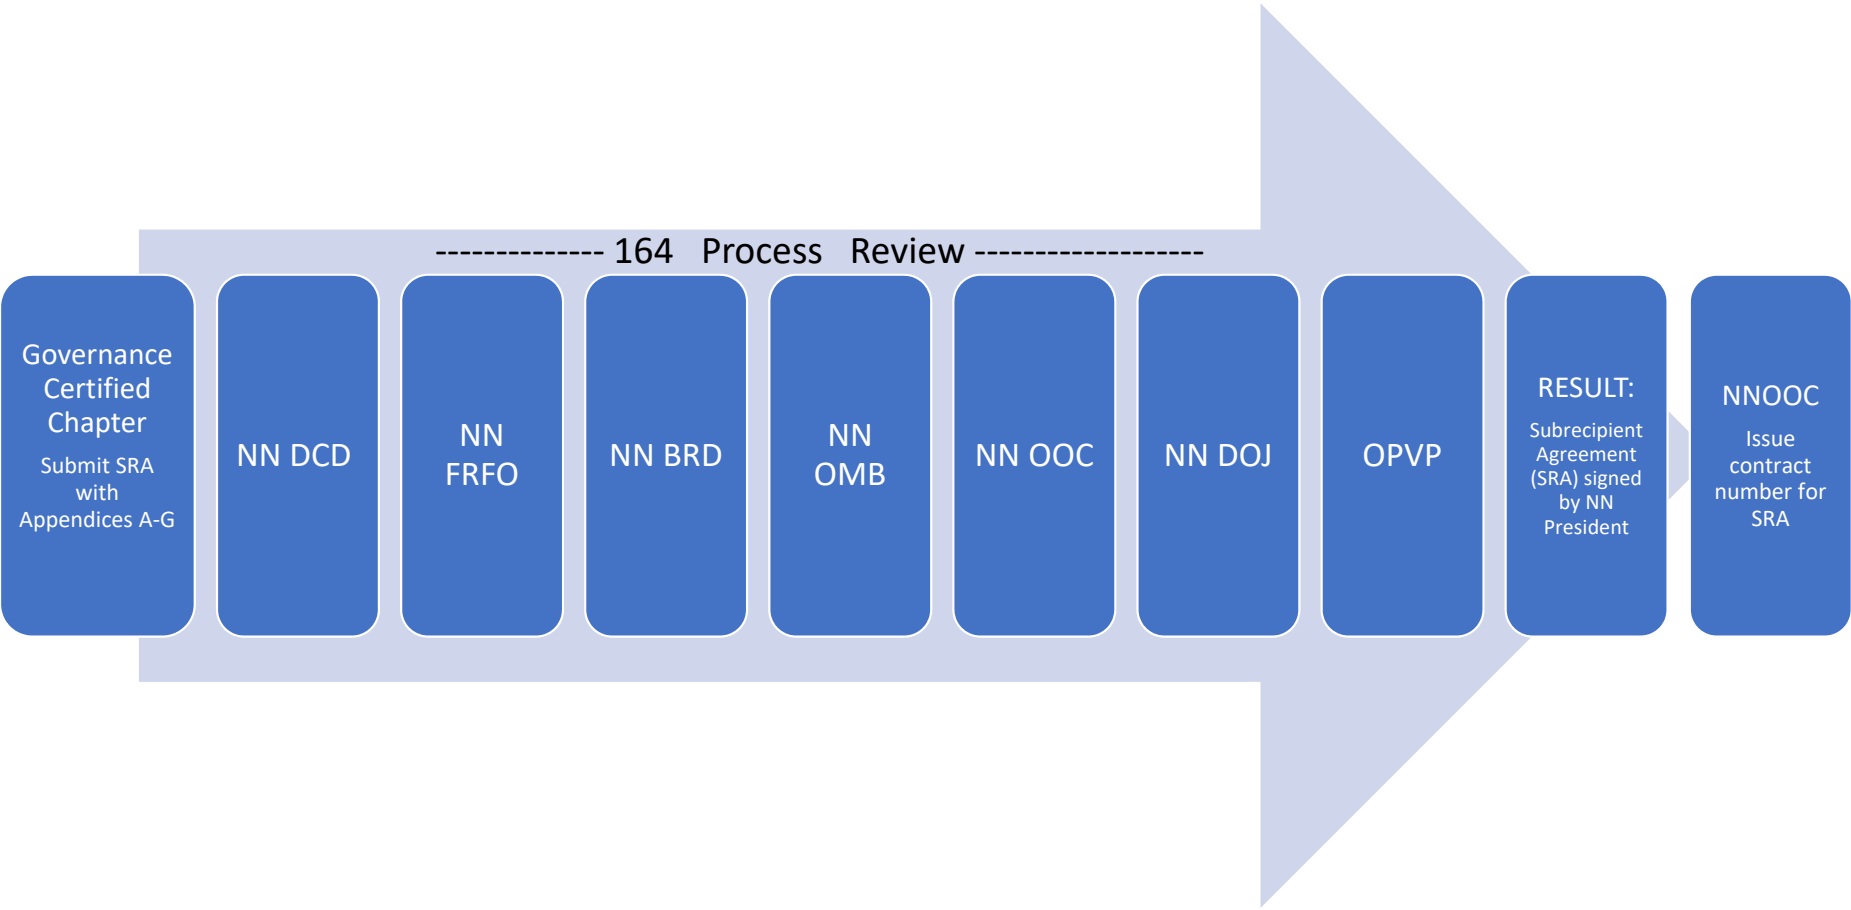 -------------- 164 Process Review -------------------
Governance
Certified
Chapter
Submit SRA
with
Appendices A-G
NN DCD
NN
FRFO
NN BRD
NN
OMB
NN OOC
NN DOJ
OPVP
RESULT:
Subrecipient
Agreement
(SRA) signed
by NN
President
NNOOC
Issue
contract
number for
SRA